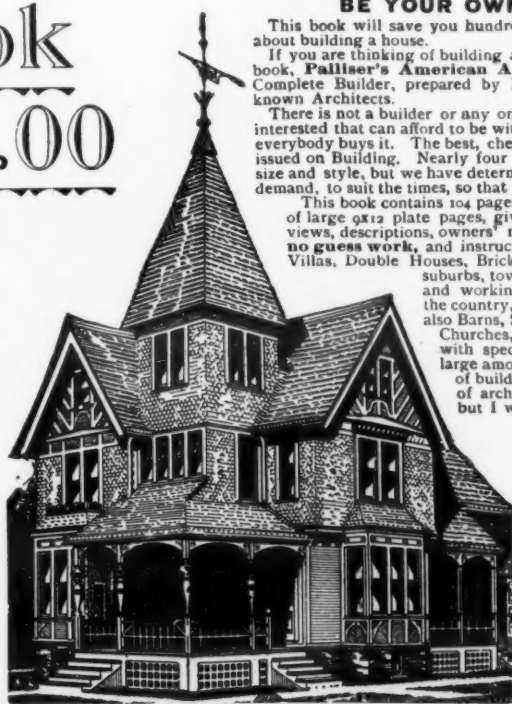 ok
.00
BE YOUR OWN
This book will save you hundre
about building a house.
If you are thinking of building a
book, Palliser's American A
Complete Builder, prepared by
known Architects.
There is not a builder or any or
interested that can afford to be wit
everybody buys it. The best, che
issued on Building. Nearly four
size and style, but we have determ
demand, to suit the times, so that
This book contains 104 page
of large 9x12 plate pages, giv
views, descriptions, owners'
no guess work, and instruc
Villas, Double Houses, Brick
suburbs, tow
and workin
the country,
also Barns,
Churches,
with spec
large amo
of build
of arch
but I w